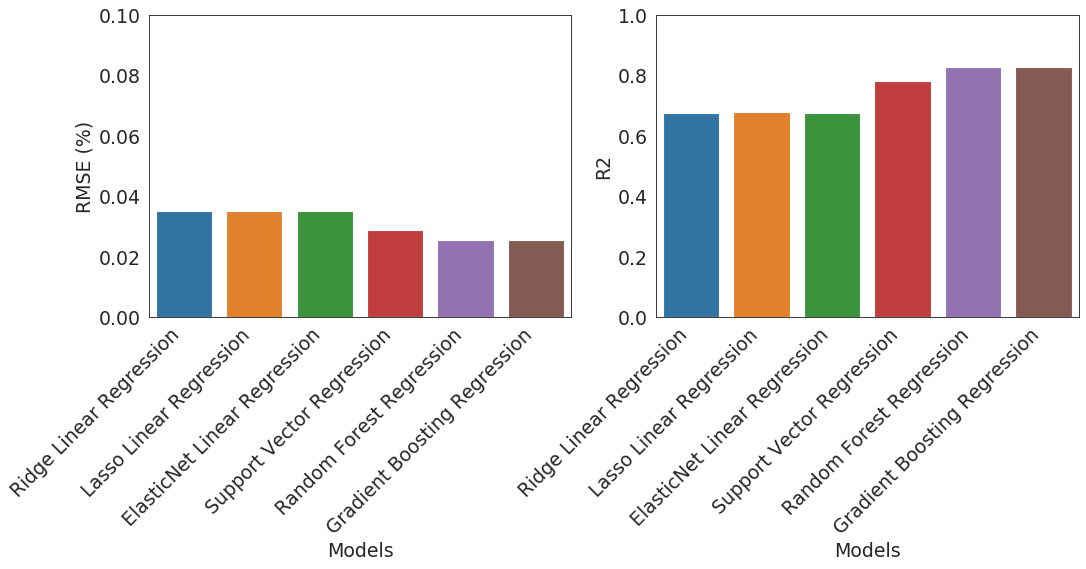 0.10
0.08
0.06
0.04
0.02
0.00
RMSE (%)
Ridge Linear Regression
Lasso Linear Regression
ElasticNet Linear Regression
Support Vector Regression
Random Forest Regression
Gradient Boosting Regression
Models
1.0
0.8
0.6
0.4
0.2
0.0
R2
Ridge Linear Regression
Lasso Linear Regression
ElasticNet Linear Regression
Support Vector Regression
Random Forest Regression
Gradient Boosting Regression
Models